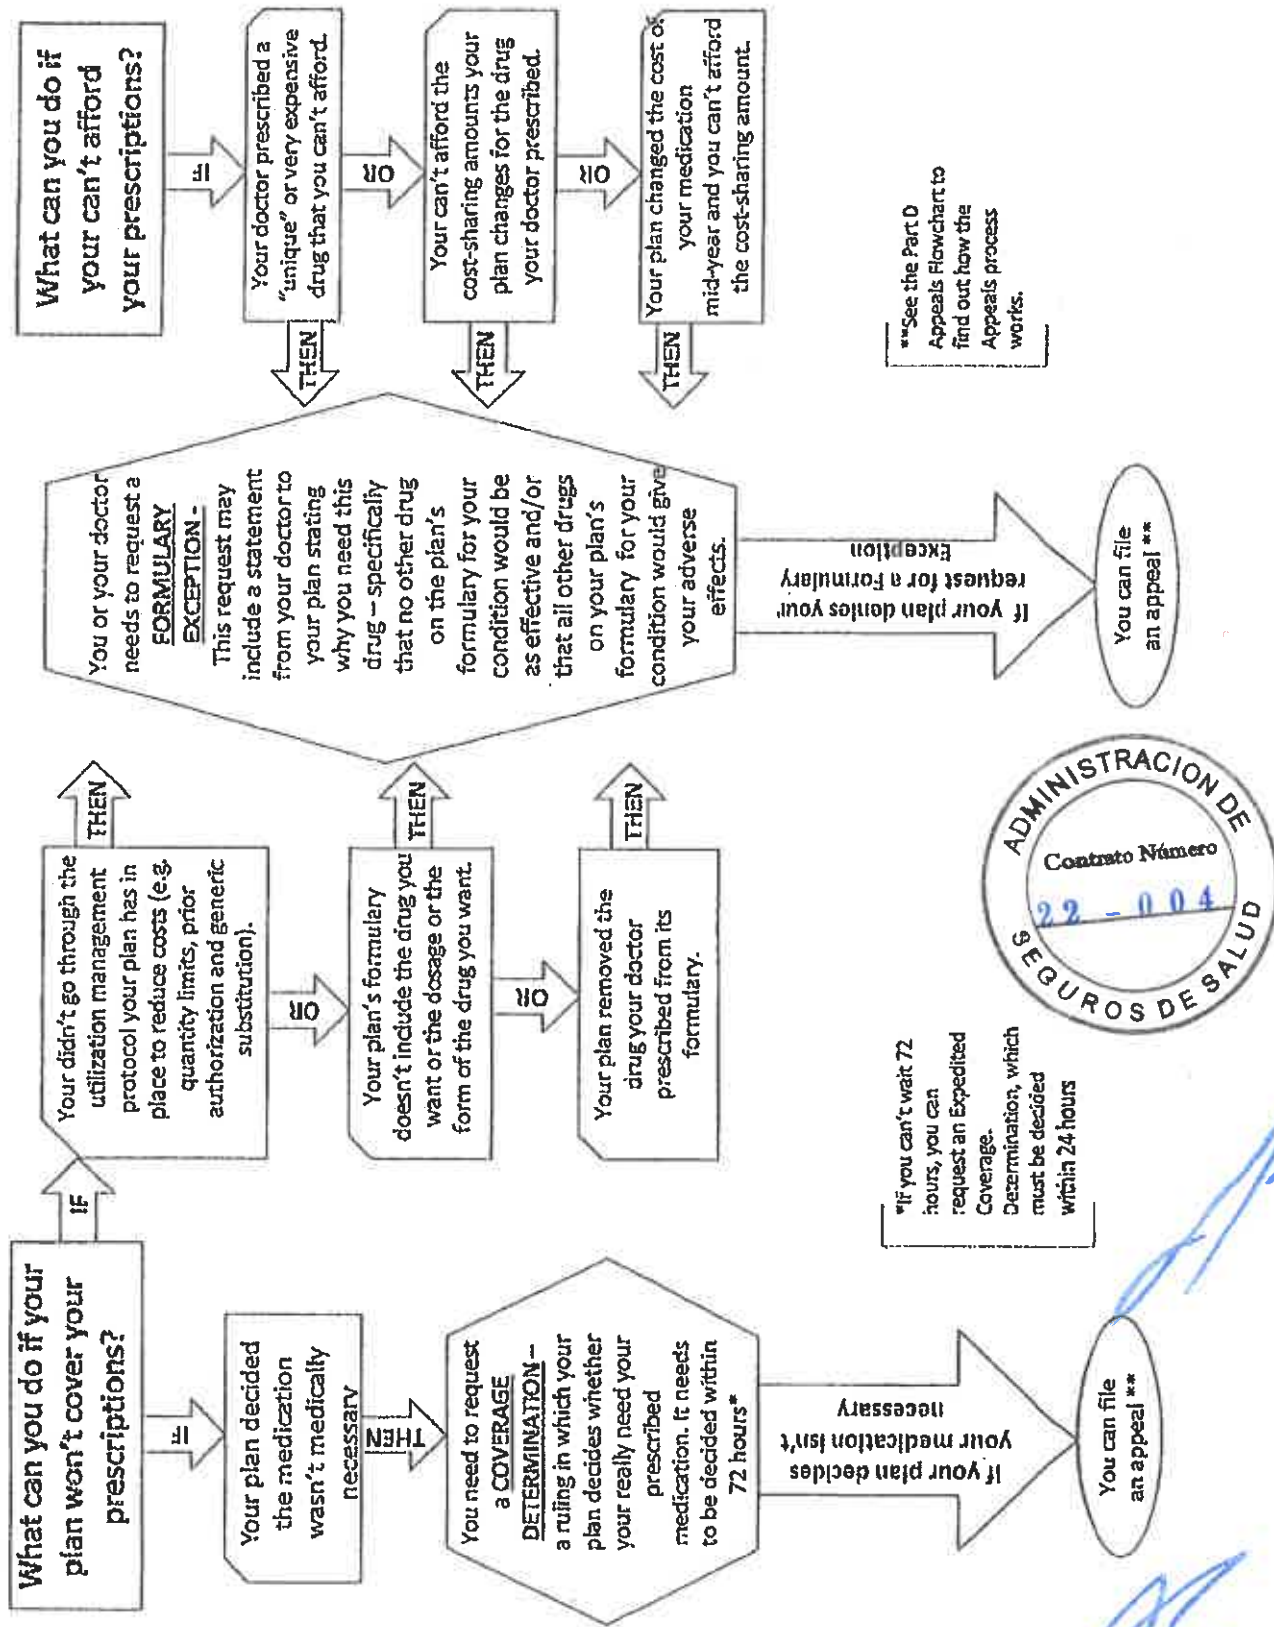 What can you do if your
plan won't cover your
prescriptions?
IF
Your didn't go through the
utilization management
protocol your plan has in
place to reduce costs (e.g.
quantity limits, prior
authorization and generic
substitution).
THEN
OR
Your plan's formulary
doesn't include the drug you
want or the dosage or the
form of the drug you want.
THEN
OR
Your plan removed the
drug your doctor
prescribed from its
formulary.
THEN
IF
Your plan decided
the medication
wasn't medically
necessary
THEN
You need to request
a COVERAGE
DETERMINATION –
a ruling in which your
plan decides whether
your really need your
prescribed
medication. It needs
to be decided within
72 hours*
If your plan decides
your medication isn't
necessary
You can file
an appeal **
*If you can't wait 72
hours, you can
request an Expedited
Coverage.
Determination, which
must be decided
within 24 hours
What can you do if
your can't afford
your prescriptions?
IF
Your doctor prescribed a
"unique" or very expensive
drug that you can't afford.
THEN
OR
Your can't afford the
cost-sharing amounts your
plan changes for the drug
your doctor prescribed.
THEN
OR
Your plan changed the cost of
your medication
mid-year and you can't afford
the cost-sharing amount.
THEN
You or your doctor
needs to request a
FORMULARY
EXCEPTION -
This request may
include a statement
from your doctor to
your plan stating
why you need this
drug – specifically
that no other drug
on the plan's
formulary for your
condition would be
as effective and/or
that all other drugs
on your plan's
formulary for your
condition would give
your adverse
effects.
If your plan denies your
request for a Formulary
Exception
You can file
an appeal **
**See the Part D
Appeals Flowchart to
find out how the
Appeals process
works.
ADMINISTRACION DE
SEGUROS DE SALUD
Contrato Número
22 - 004